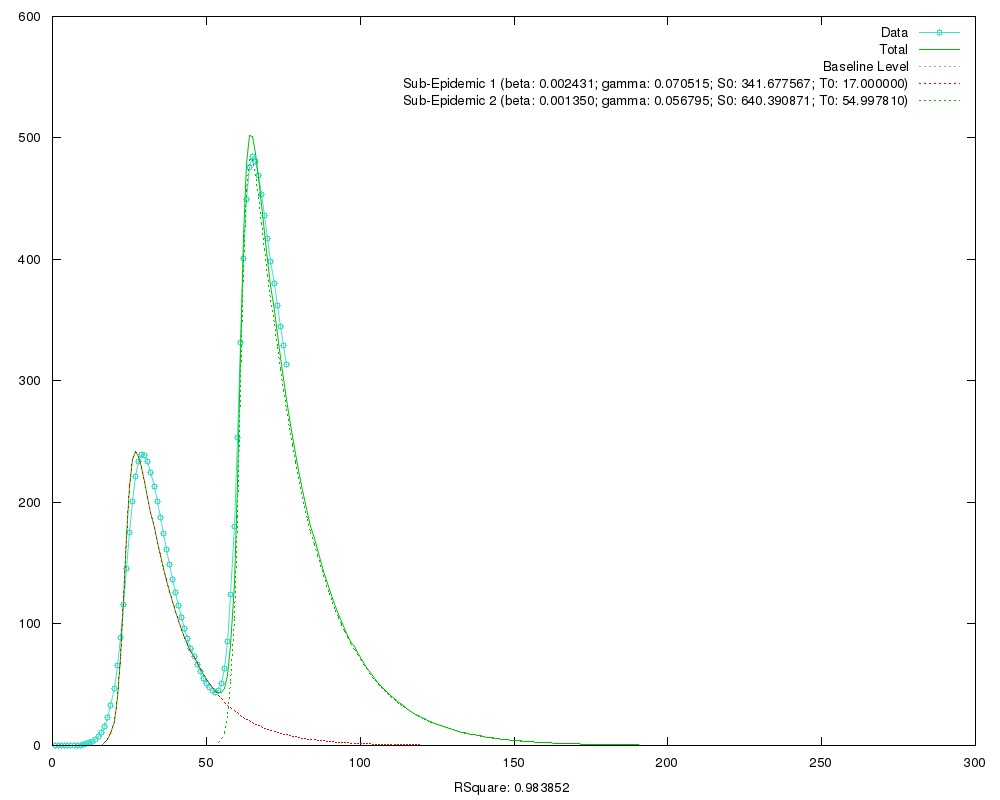 600
500
400
300
200
100
0
Data
Total
Baseline Level
Sub-Epidemic 1 (beta: 0.002431; gamma: 0.070515; S0: 341.677567; T0: 17.000000)
Sub-Epidemic 2 (beta: 0.001350; gamma: 0.056795; S0: 640.390871; T0: 54.997810)
0 50 100 150 200 250 300
RSquare: 0.983852